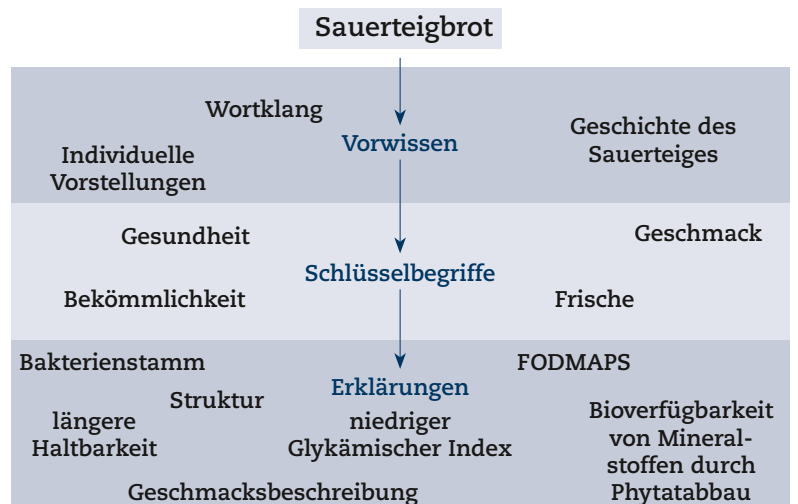 Sauerteigbrot
Wortklang
Vorwissen
Geschichte des
Sauerteiges
Individuelle
Vorstellungen
Gesundheit
Geschmack
Schlüsselbegriffe
Bekömmlichkeit
Frische
Bakterienstamm
FODMAPS
Erklärungen
Struktur
längere
Haltbarkeit
niedriger
Glykämischer Index
Bioverfügbarkeit
von Mineral-
stoffen durch
Phytatabbau
Geschmacksbeschreibung